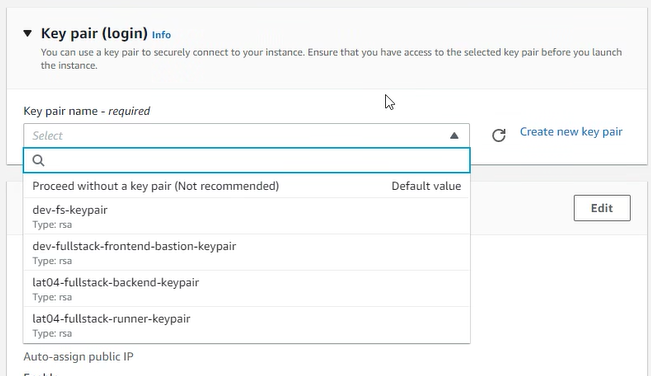 Key pair (login) Info
You can use a key pair to securely connect to your instance. Ensure that you have access to the selected key pair before you launch
the instance.
Key pair name - required
Select
Create new key pair
Proceed without a key pair (Not recommended) Default value
dev-fs-keypair
Type: rsa
Edit
dev-fullstack-frontend-bastion-keypair
Type: rsa
lat04-fullstack-backend-keypair
Type: rsa
lat04-fullstack-runner-keypair
Type: rsa
Auto-assign public IP